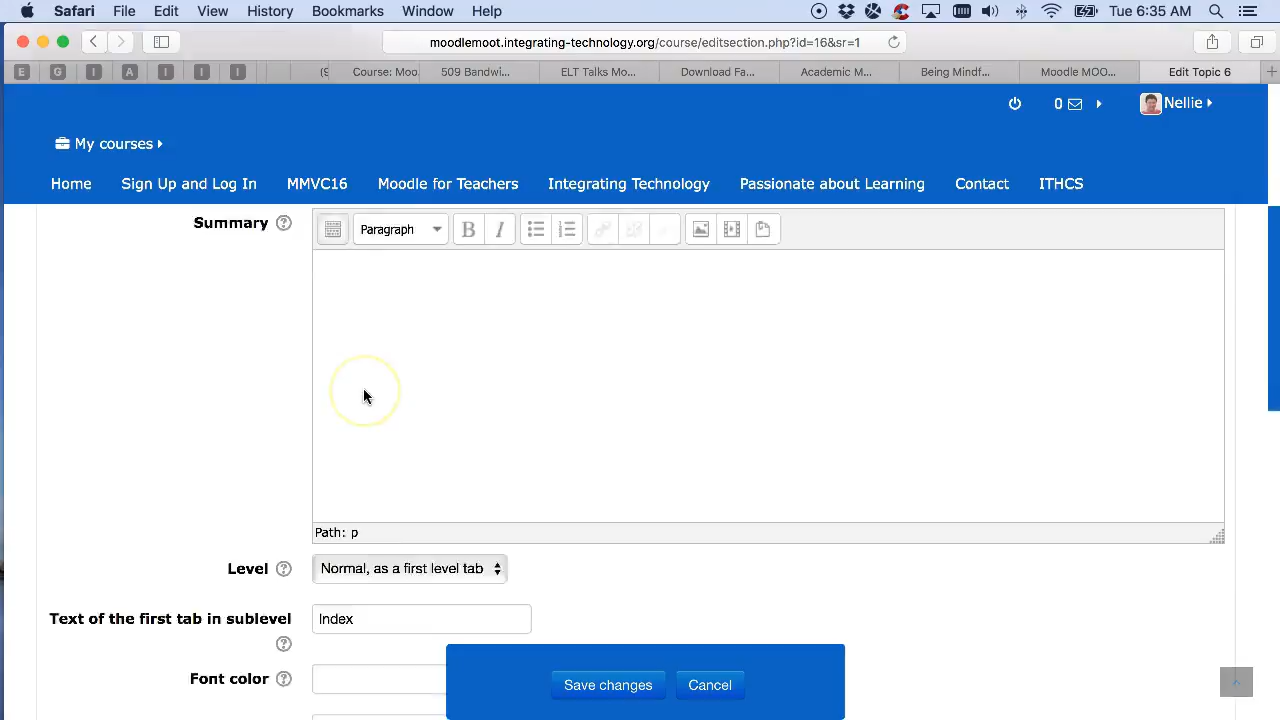 Safari File Edit View History Bookmarks Window Help Tue 6:35 AM
moodlemoot.integrating-technology.org/course/editsection.php?id=16&sr=1
E G I A I I I (S Course: Moo. 509 Bandwi... ELT Talks Mo... Download Fa... Academic M... Being Mindf... Moodle MOO... Edit Topic 6
0 Nellie
My courses
Home Sign Up and Log In MMVC16 Moodle for Teachers Integrating Technology Passionate about Learning Contact ITHCS
Summary Paragraph B I
Path: p
Level Normal, as a first level tab
Text of the first tab in sublevel Index
Font color
Save changes Cancel